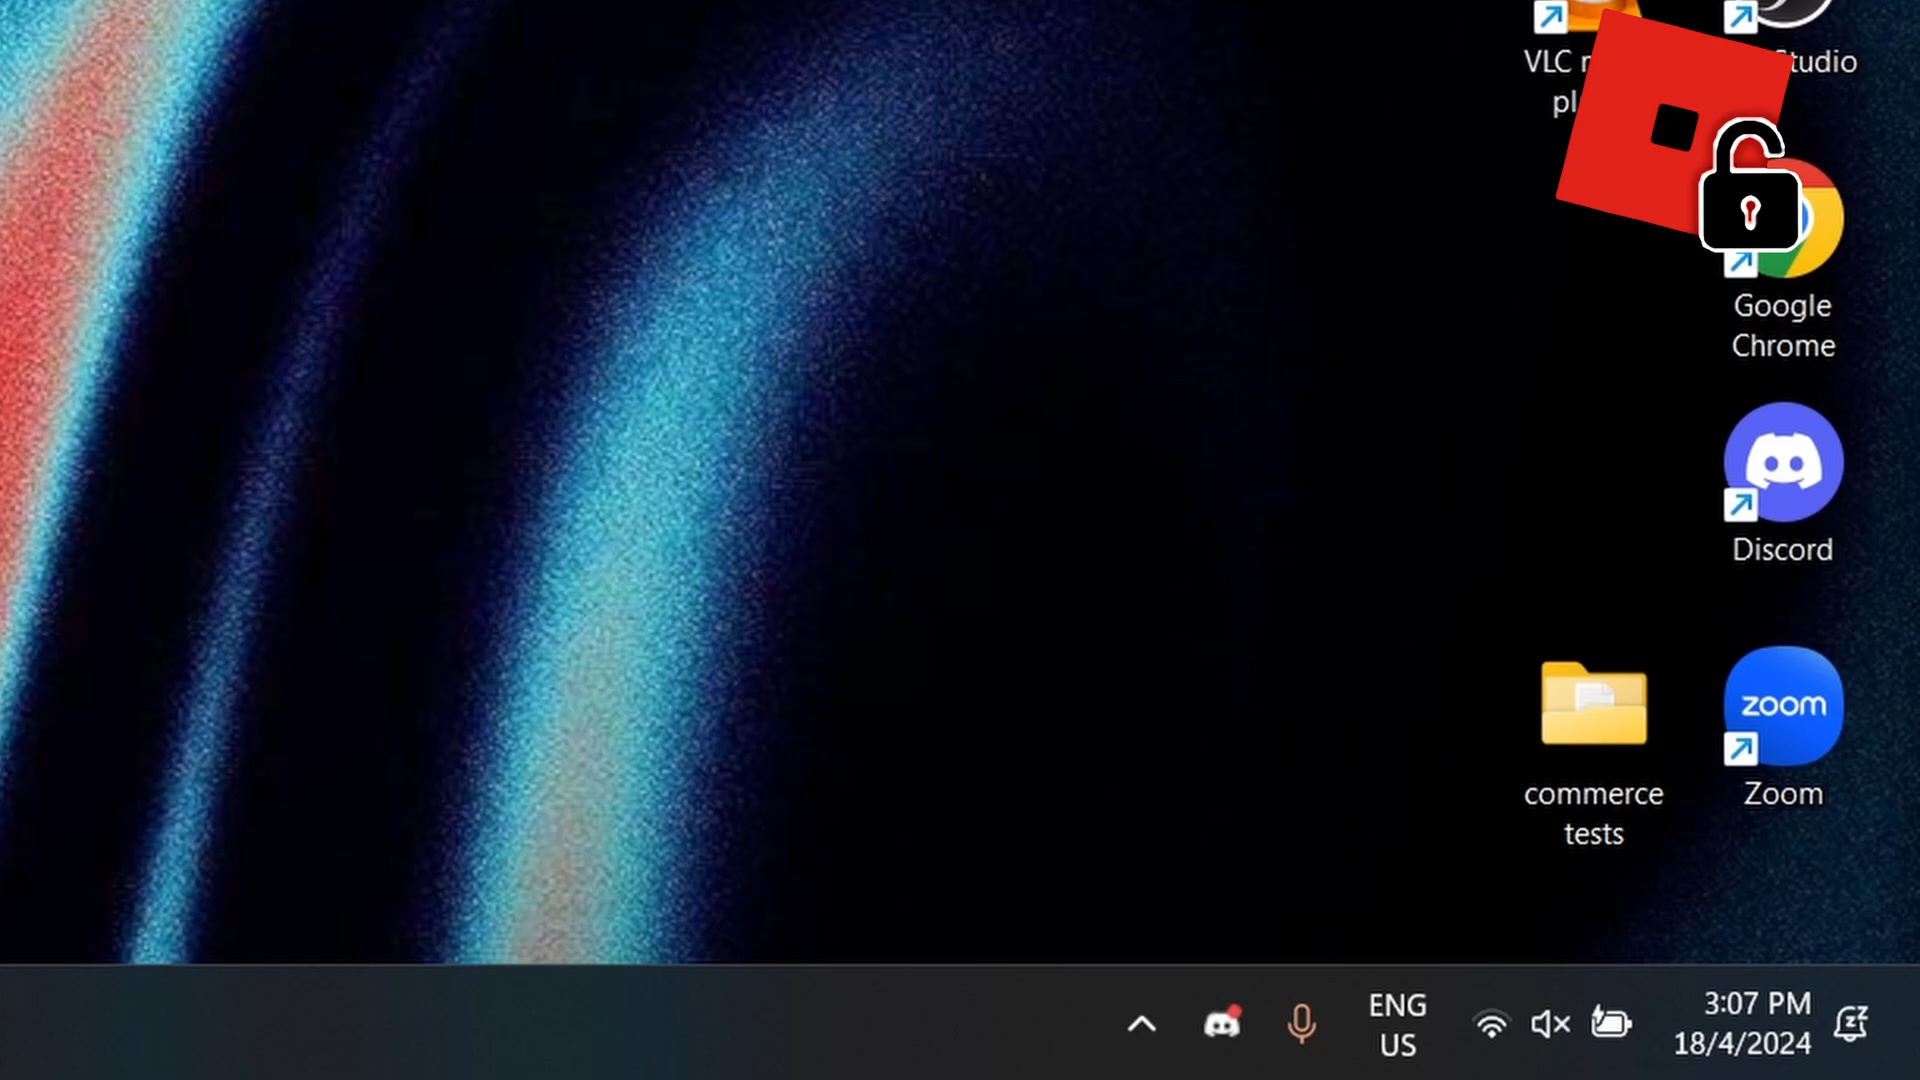 VLC
Studio
Google
Chrome
Discord
zoom
commerce
tests
Zoom
ENG
US
3:07 PM
18/4/2024